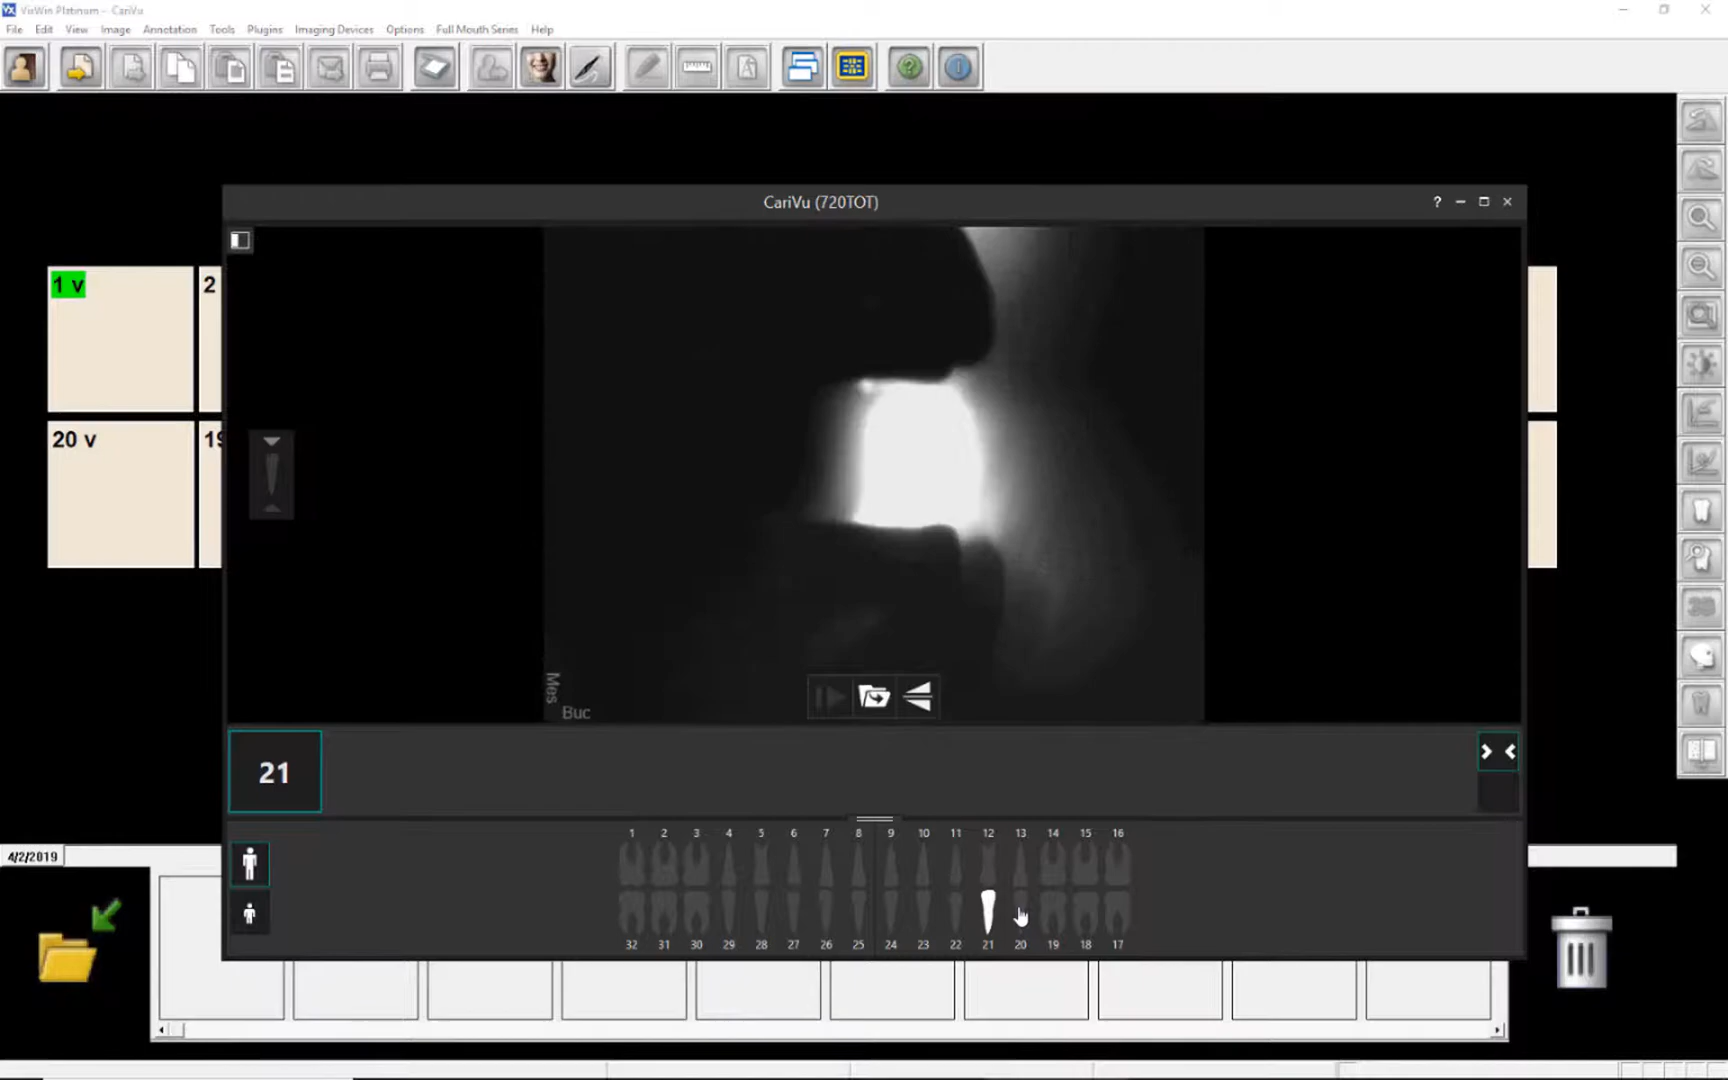 VixWin Platinum - CariVu
File Edit View Image Annotation Tools Plugins Imaging Devices Options Full Mouth Series Help
CariVu (720TOT)
?
1 v
2
20 v
19
Mes
Buc
21
1 2 3 4 5 6 7 8 9 10 11 12 13 14 15 16
32 31 30 29 28 27 26 25 24 23 22 21 20 19 18 17
4/2/2019
3D